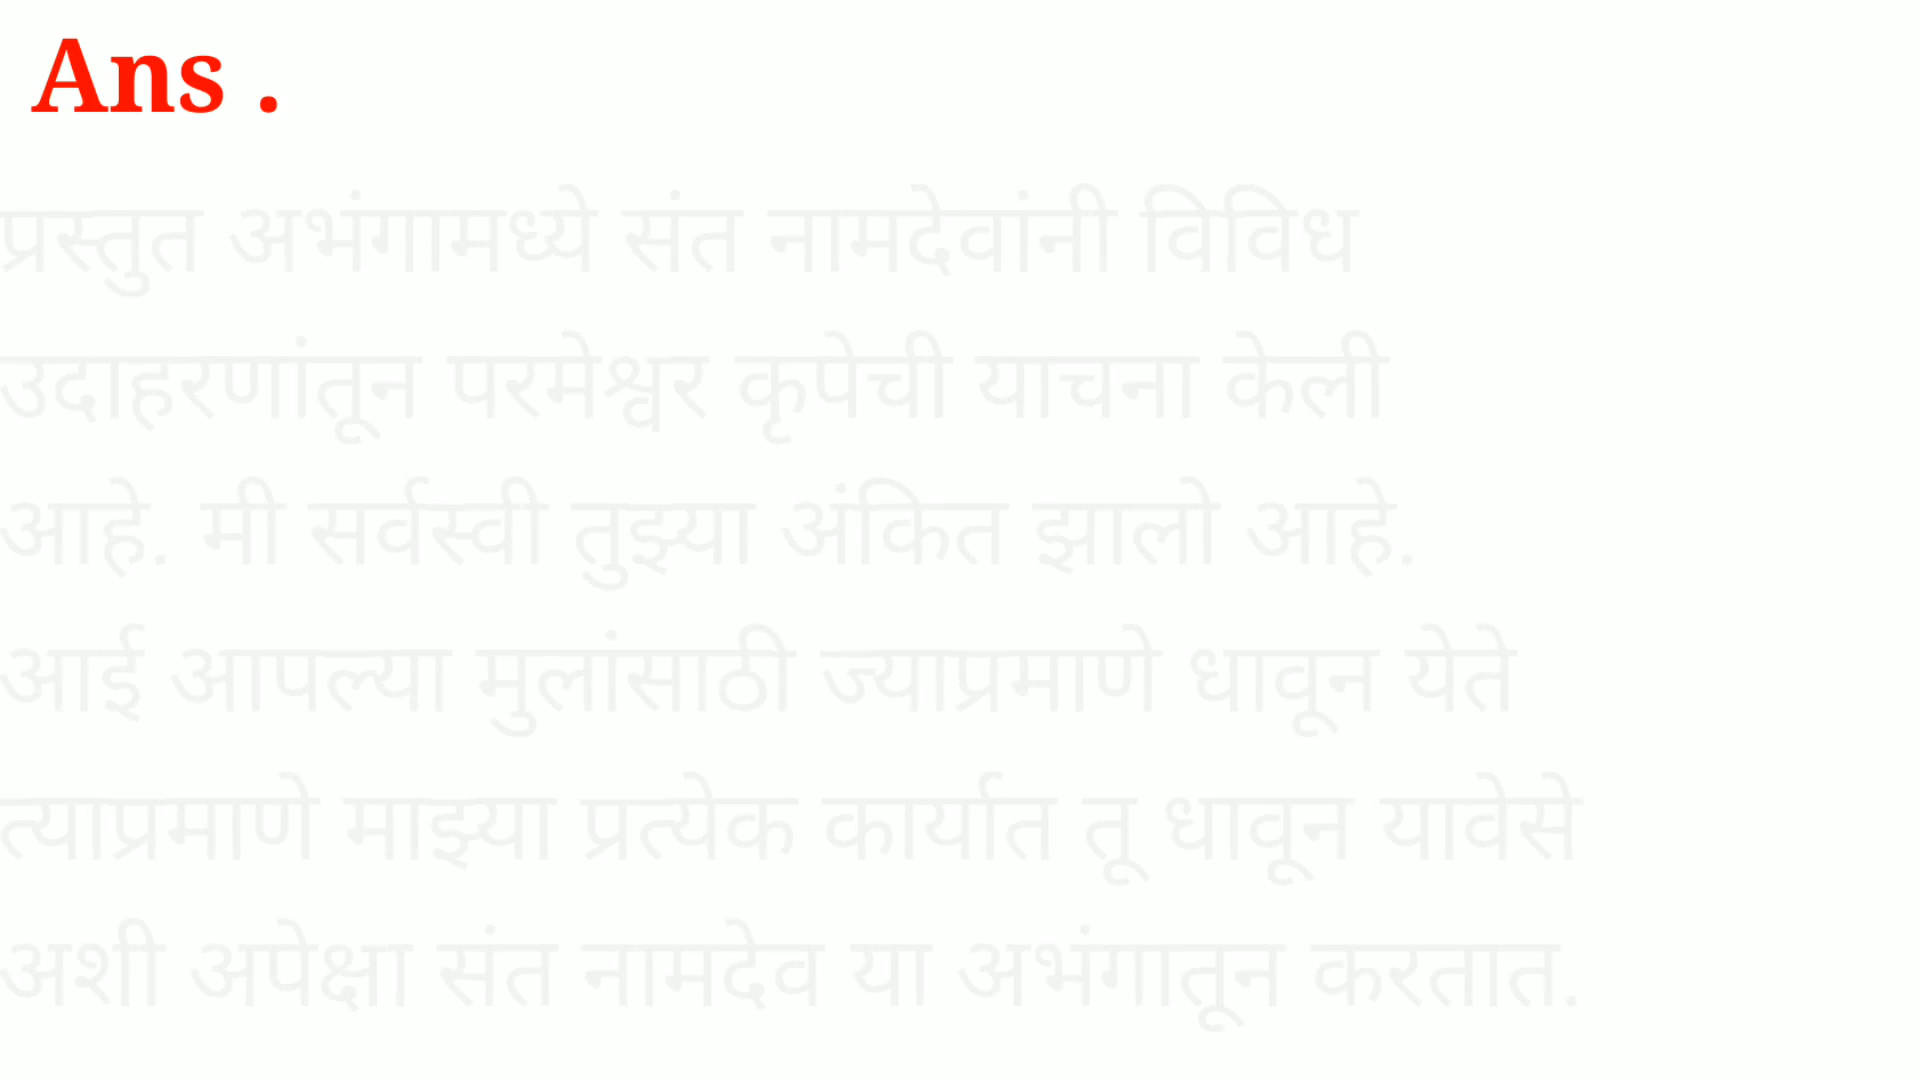 Ans .
प्रस्तुत अभंगामध्ये संत नामदेवांनी विविध
उदाहरणांतून परमेश्वर कृपेची याचना केली
आहे. मी सर्वस्वी तुझ्या अंकित झालो आहे.
आई आपल्या मुलांसाठी ज्याप्रमाणे धावून येते
त्याप्रमाणे माझ्या प्रत्येक कार्यात तू धावून यावेसे
अशी अपेक्षा संत नामदेव या अभंगातून करतात.